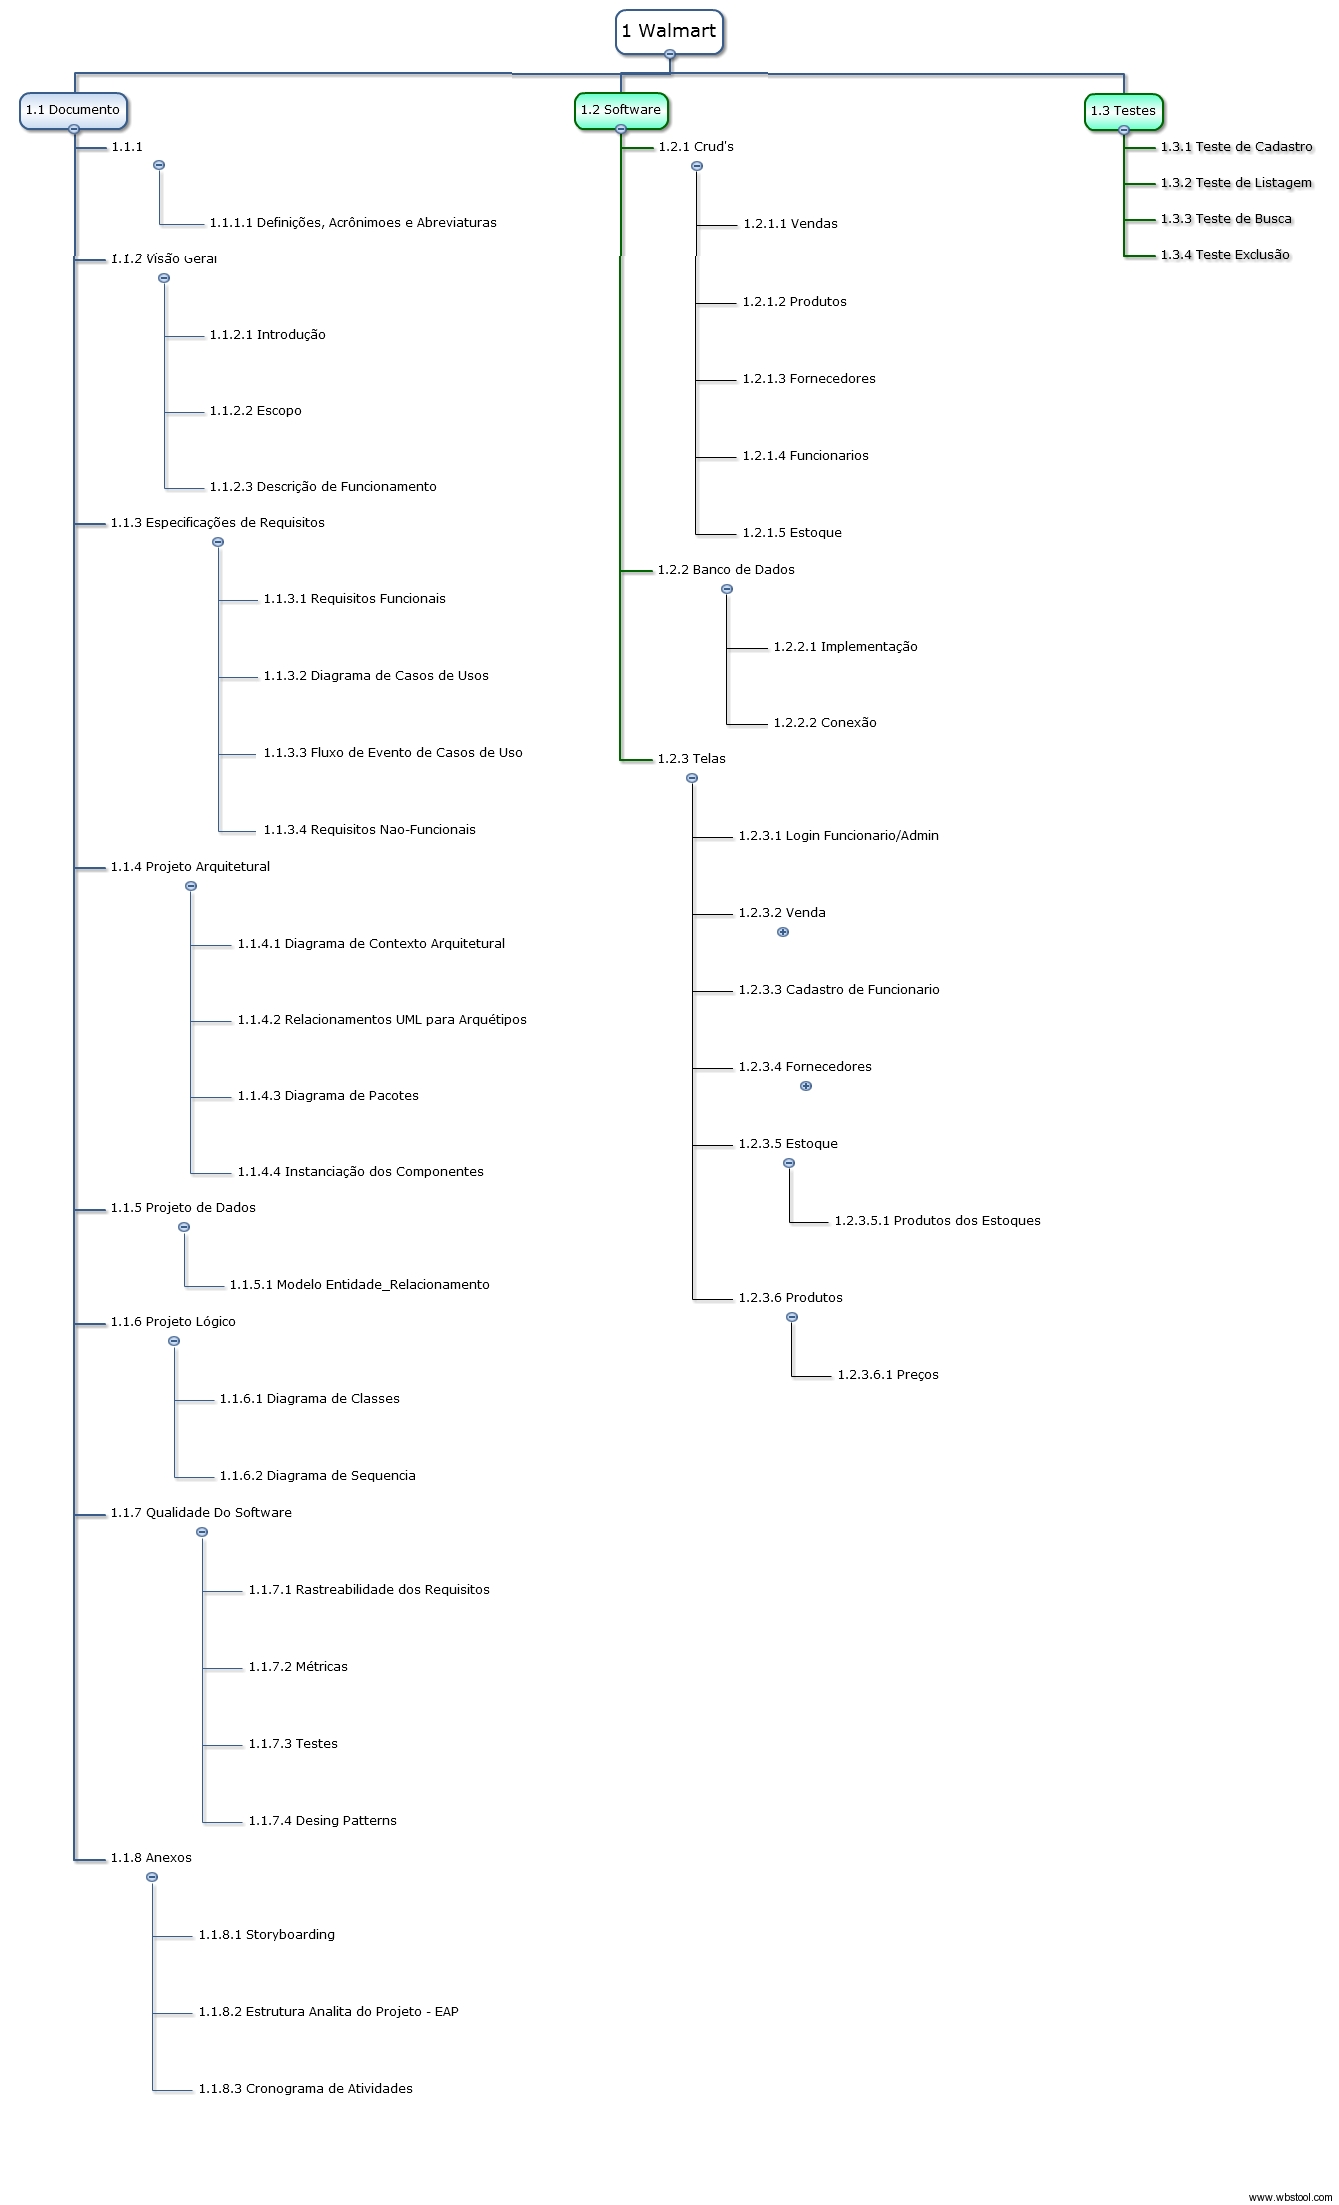 1 Walmart
1.1 Documento
1.1.1
1.1.1.1 Definições, Acrônimoes e Abreviaturas
1.1.2 Visão Geral
1.1.2.1 Introdução
1.1.2.2 Escopo
1.1.2.3 Descrição de Funcionamento
1.1.3 Especificações de Requisitos
1.1.3.1 Requisitos Funcionais
1.1.3.2 Diagrama de Casos de Usos
1.1.3.3 Fluxo de Evento de Casos de Uso
1.1.3.4 Requisitos Nao-Funcionais
1.1.4 Projeto Arquitetural
1.1.4.1 Diagrama de Contexto Arquitetural
1.1.4.2 Relacionamentos UML para Arquétipos
1.1.4.3 Diagrama de Pacotes
1.1.4.4 Instanciação dos Componentes
1.1.5 Projeto de Dados
1.1.5.1 Modelo Entidade_Relacionamento
1.1.6 Projeto Lógico
1.1.6.1 Diagrama de Classes
1.1.6.2 Diagrama de Sequencia
1.1.7 Qualidade Do Software
1.1.7.1 Rastreabilidade dos Requisitos
1.1.7.2 Métricas
1.1.7.3 Testes
1.1.7.4 Desing Patterns
1.1.8 Anexos
1.1.8.1 Storyboarding
1.1.8.2 Estrutura Analita do Projeto - EAP
1.1.8.3 Cronograma de Atividades
1.2 Software
1.2.1 Crud's
1.2.1.1 Vendas
1.2.1.2 Produtos
1.2.1.3 Fornecedores
1.2.1.4 Funcionarios
1.2.1.5 Estoque
1.2.2 Banco de Dados
1.2.2.1 Implementação
1.2.2.2 Conexão
1.2.3 Telas
1.2.3.1 Login Funcionario/Admin
1.2.3.2 Venda
1.2.3.3 Cadastro de Funcionario
1.2.3.4 Fornecedores
1.2.3.5 Estoque
1.2.3.5.1 Produtos dos Estoques
1.2.3.6 Produtos
1.2.3.6.1 Preços
1.3 Testes
1.3.1 Teste de Cadastro
1.3.2 Teste de Listagem
1.3.3 Teste de Busca
1.3.4 Teste Exclusão
www.wbstool.com